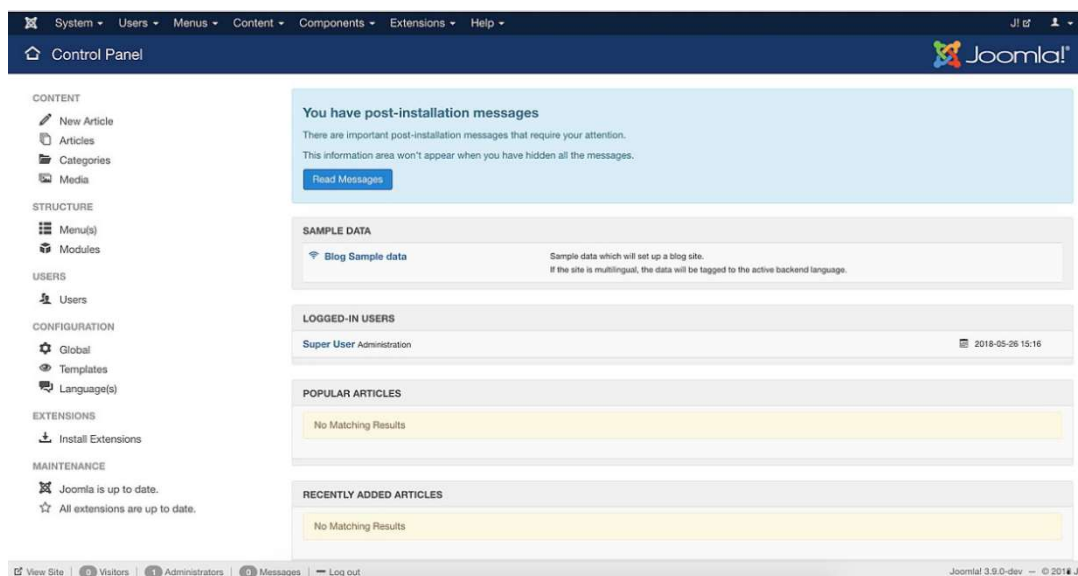 System Users Menus Content Components Extensions Help J!
Control Panel Joomla!®
CONTENT
New Article
Articles
Categories
Media
STRUCTURE
Menu(s)
Modules
USERS
Users
CONFIGURATION
Global
Templates
Language(s)
EXTENSIONS
Install Extensions
MAINTENANCE
Joomla is up to date.
All extensions are up to date.
You have post-installation messages
There are important post-installation messages that require your attention.
This information area won't appear when you have hidden all the messages.
Read Messages
SAMPLE DATA
Blog Sample data
Sample data which will set up a blog site.
If the site is multilingual, the data will be tagged to the active backend language.
LOGGED-IN USERS
Super User Administration 2018-05-26 15:16
POPULAR ARTICLES
No Matching Results
RECENTLY ADDED ARTICLES
No Matching Results
View Site 0 Visitors 1 Administrators 0 Messages Log out Joomla! 3.9.0-dev — ©